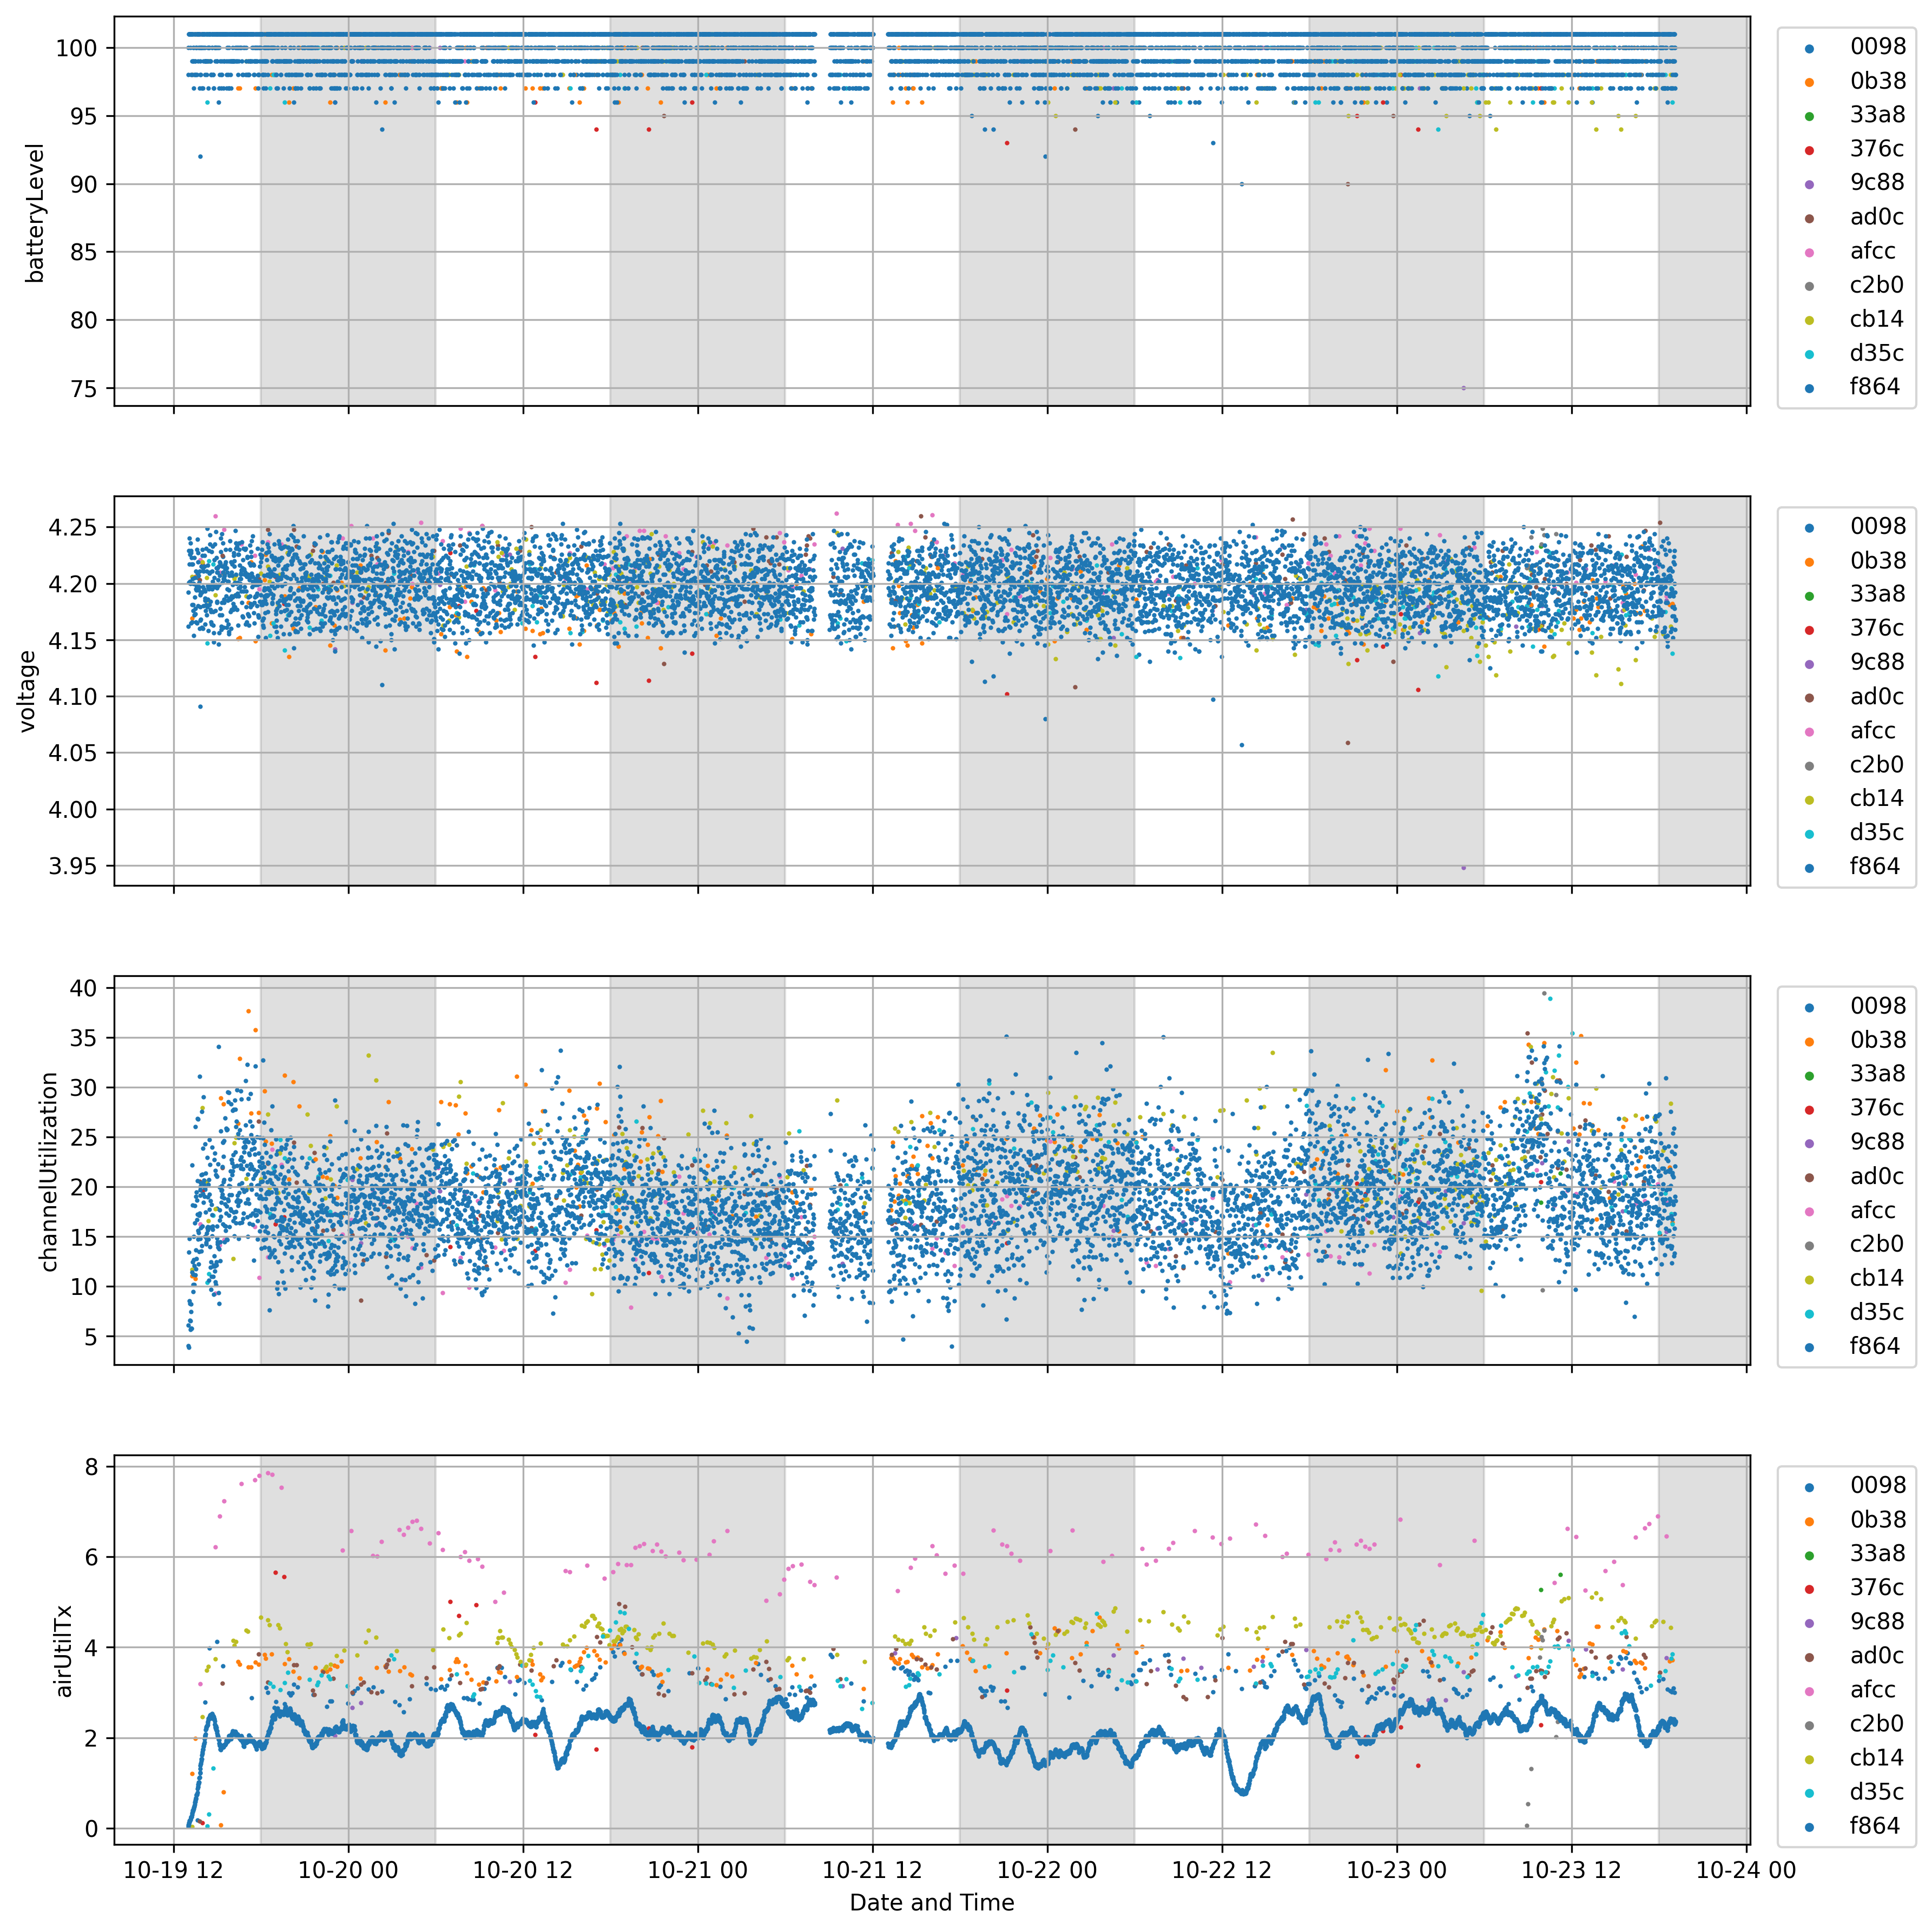 100
95
90
85
80
75
batteryLevel
0098
0b38
33a8
376c
9c88
ad0c
afcc
c2b0
cb14
d35c
f864
4.25
4.20
4.15
4.10
4.05
4.00
3.95
voltage
0098
0b38
33a8
376c
9c88
ad0c
afcc
c2b0
cb14
d35c
f864
40
35
30
25
20
15
10
5
channelUtilization
0098
0b38
33a8
376c
9c88
ad0c
afcc
c2b0
cb14
d35c
f864
8
6
4
2
0
airUtilTx
0098
0b38
33a8
376c
9c88
ad0c
afcc
c2b0
cb14
d35c
f864
10-19 12 10-20 00 10-20 12 10-21 00 10-21 12 10-22 00 10-22 12 10-23 00 10-23 12 10-24 00
Date and Time